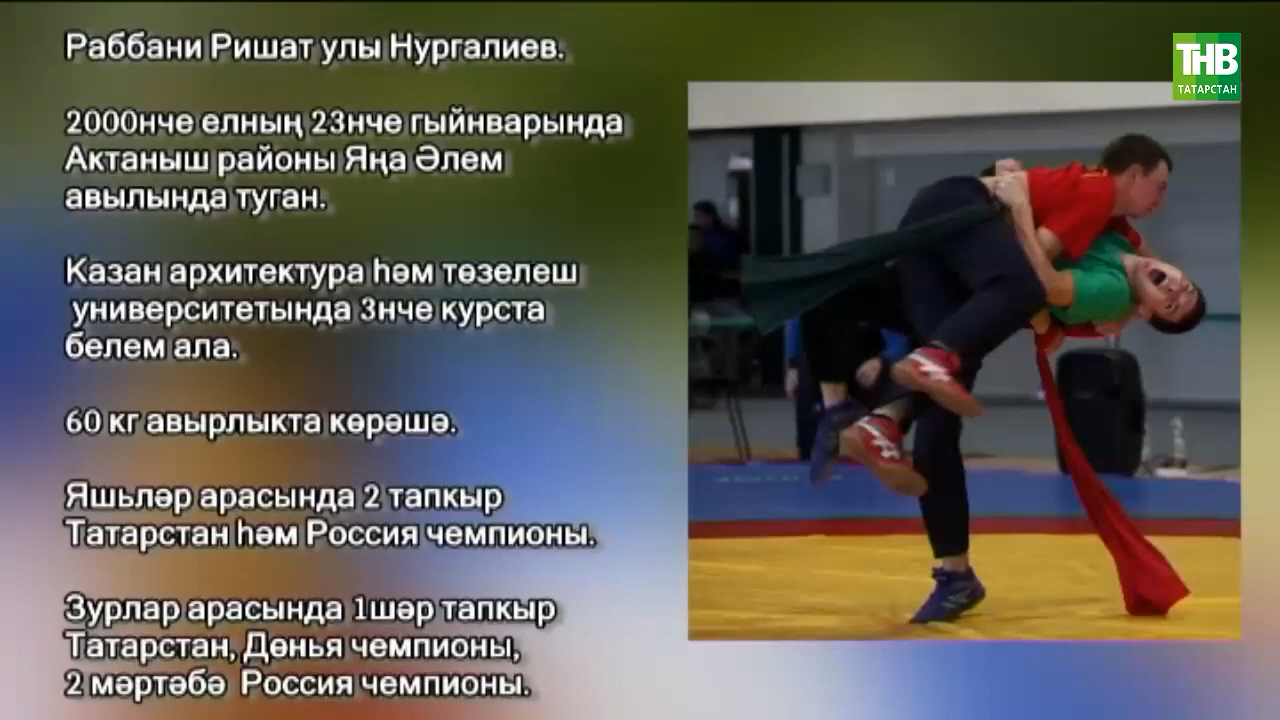 Раббани Ришат улы Нургалиев.
2000нче елның 23нче гыйнварында
Актаныш районы Яңа Әлем
авылында туган.
Казан архитектура һәм төзелеш
университетында 3нче курста
белем ала.
60 кг авырлыкта көрәшә.
Яшьләр арасында 2 тапкыр
Татарстан һәм Россия чемпионы.
Зурлар арасында 1шәр тапкыр
Татарстан, Дөнья чемпионы,
2 мәртәбә Россия чемпионы.
ТНВ
ТАТАРСТАН